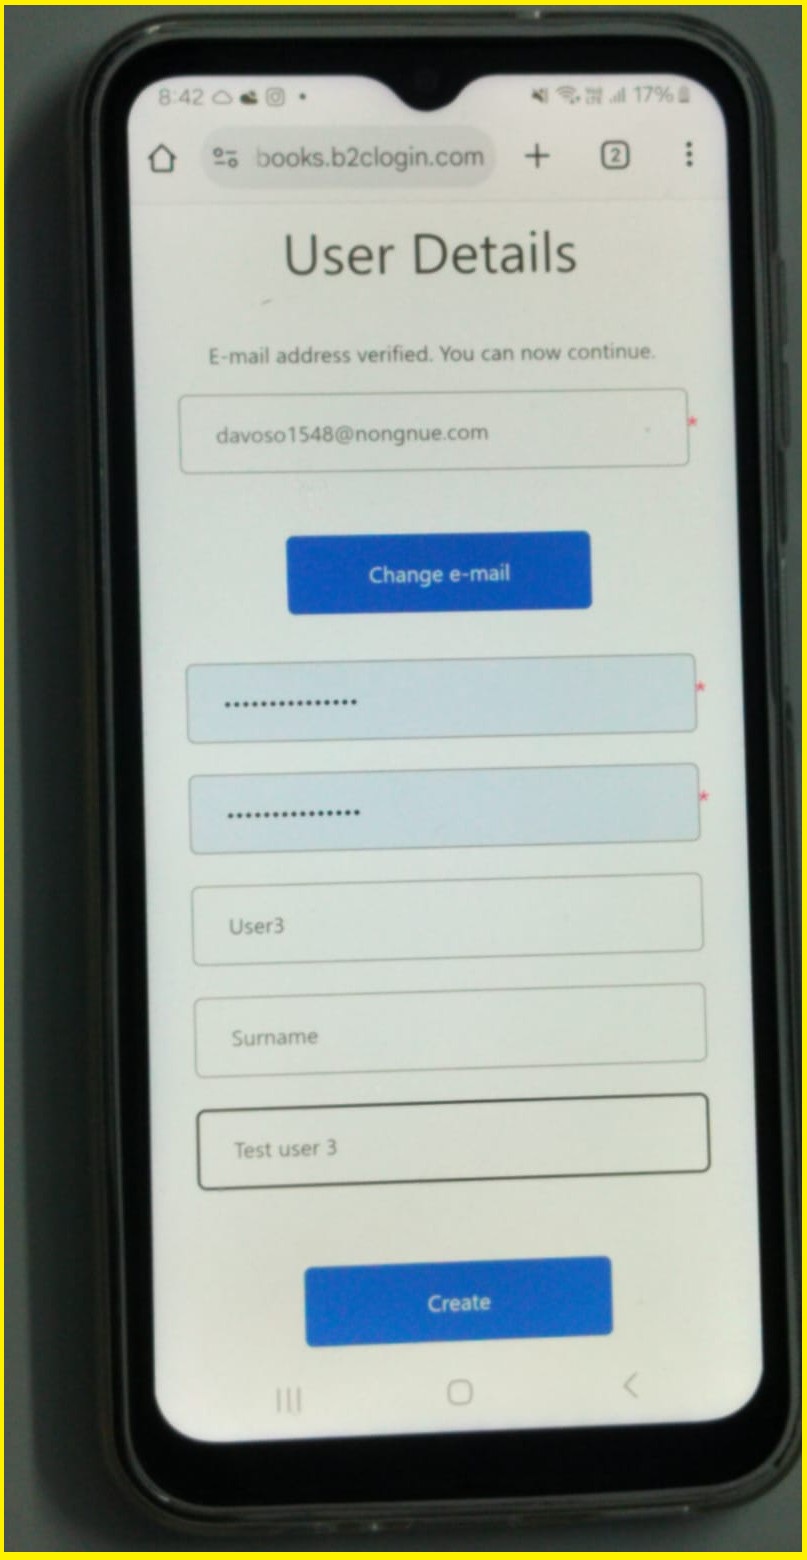 8:42
17%
books.b2clogin.com
2
User Details
E-mail address verified. You can now continue.
davoso1548@nongnue.com
*
Change e-mail
•••••••••••••••
*
•••••••••••••••
*
User3
Surname
Test user 3
Create